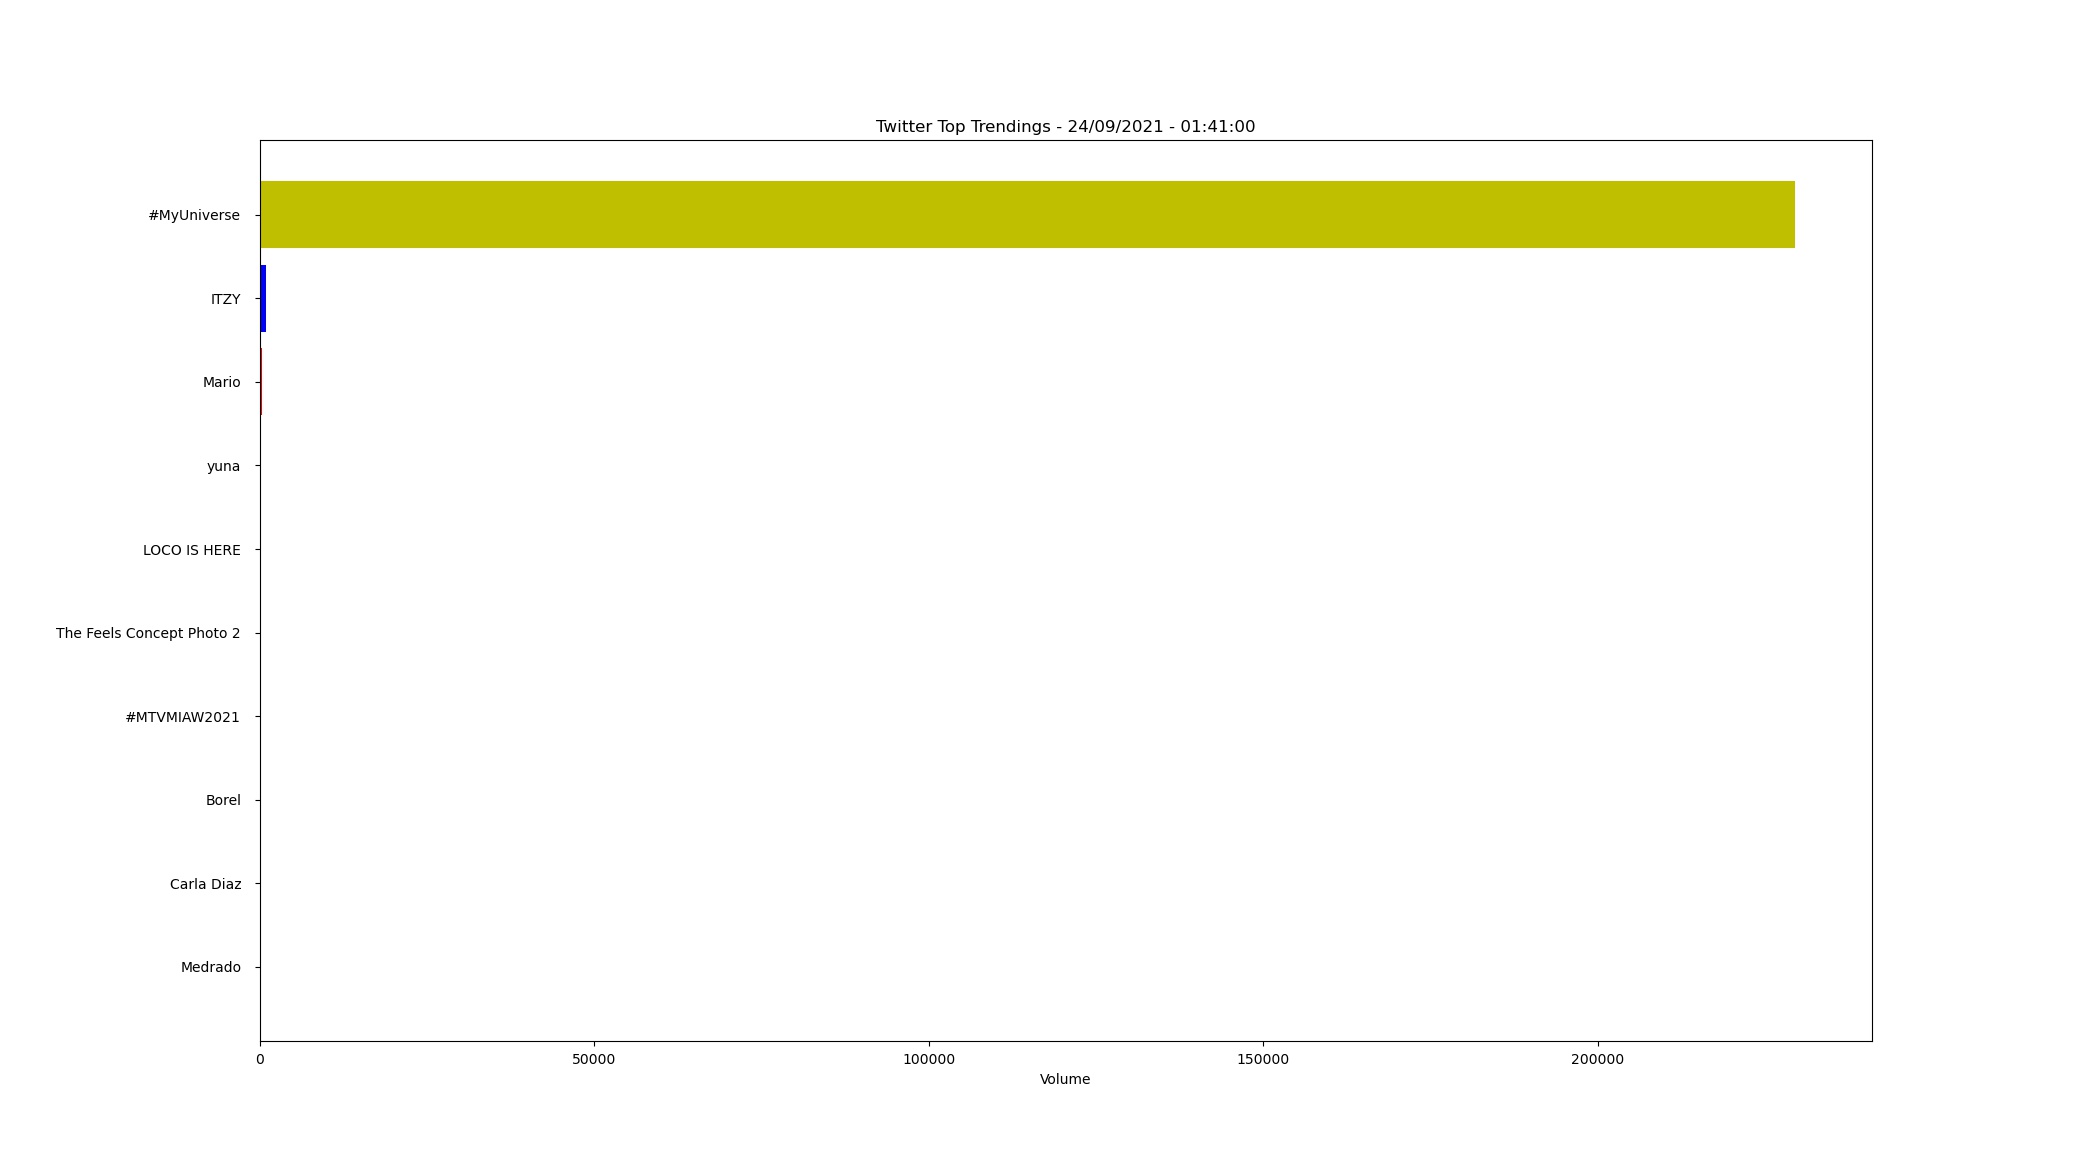 Twitter Top Trendings - 24/09/2021 - 01:41:00
#MyUniverse
ITZY
Mario
yuna
LOCO IS HERE
The Feels Concept Photo 2
#MTVMIAW2021
Borel
Carla Diaz
Medrado
0 50000 100000 150000 200000
Volume